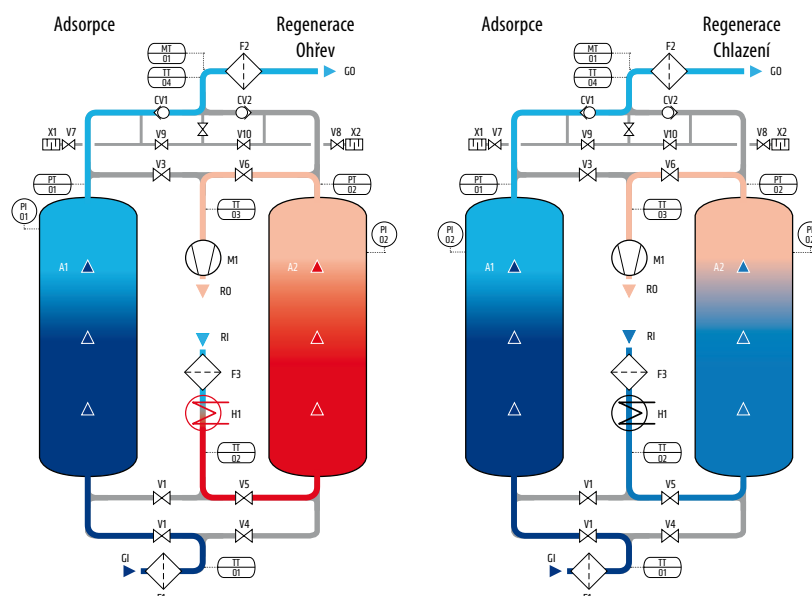 Adsorpce
Regenerace
Ohřev
MT
01
TT
04
F2
GO
CV1
CV2
X1
V7
V9
V10
V8
X2
V3
V6
PT
01
PT
02
PI
01
TT
03
PI
02
A1
M1
A2
RO
RI
F3
H1
TT
02
V1
V5
V1
V4
GI
TT
01
F1
Adsorpce
Regenerace
Chlazení
MT
01
TT
04
F2
GO
CV1
CV2
X1
V7
V9
V10
V8
X2
V3
V6
PT
01
PT
02
PI
02
TT
03
PI
02
A1
M1
A2
RO
RI
F3
H1
TT
02
V1
V5
V1
V4
GI
TT
01
F1